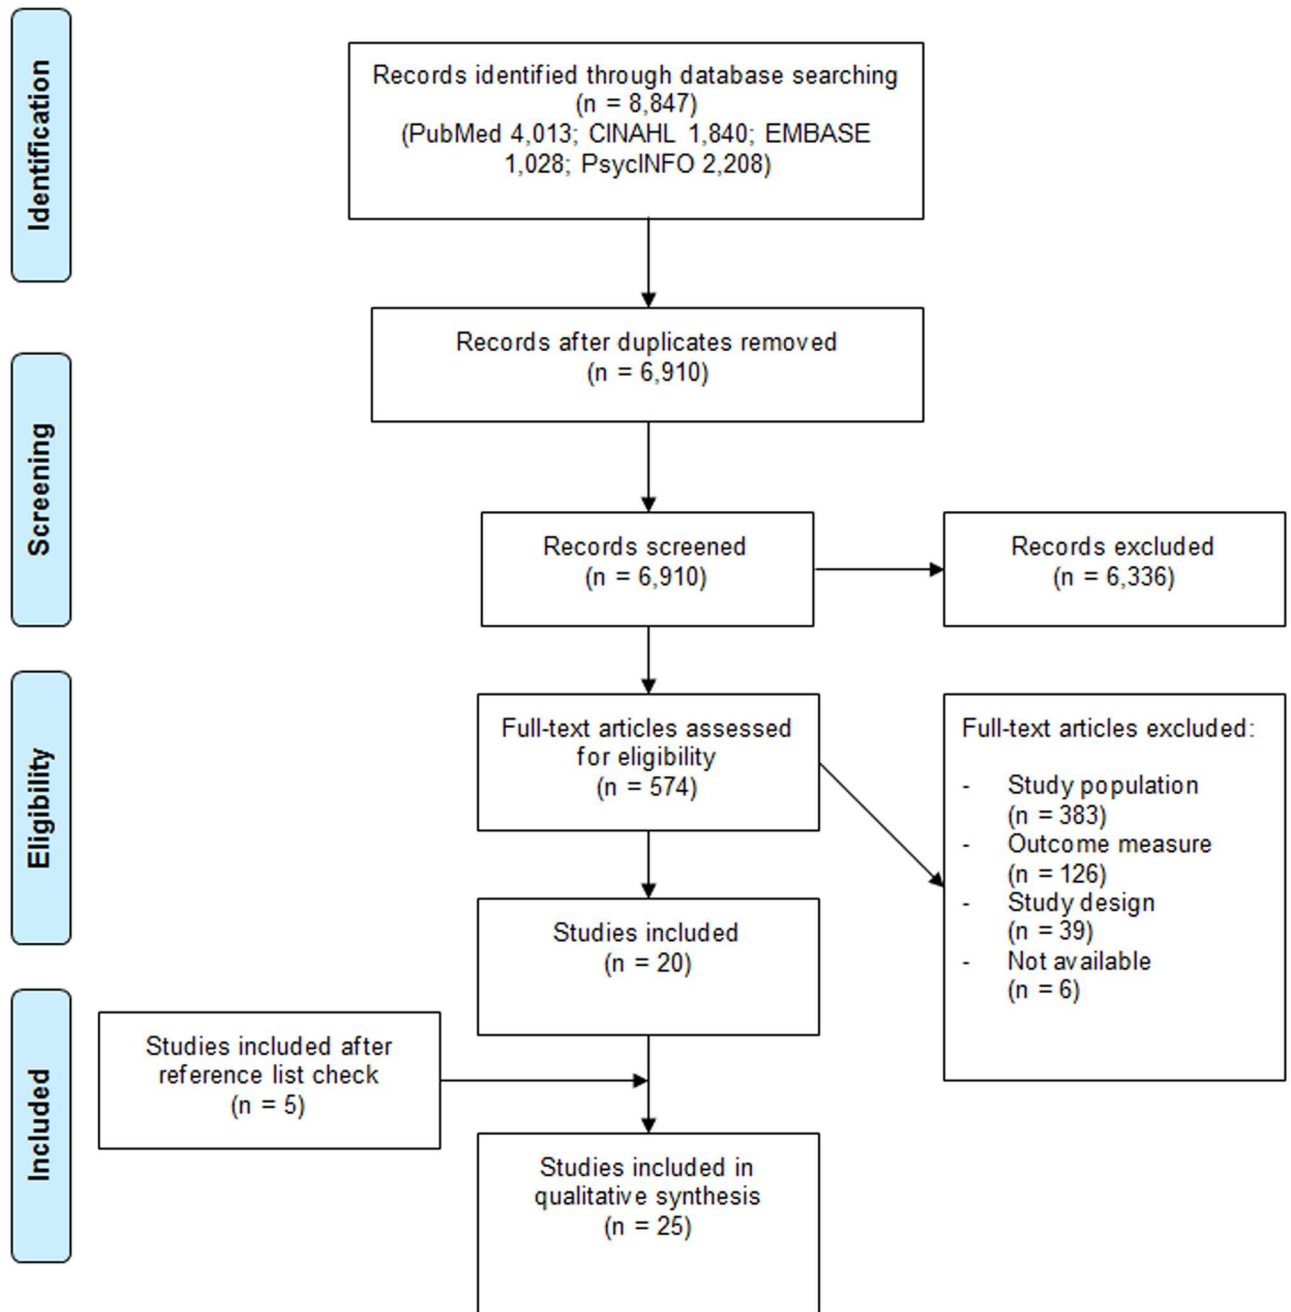 Identification
Records identified through database searching
(n = 8,847)
(PubMed 4,013; CINAHL 1,840; EMBASE
1,028; PsycINFO 2,208)
Records after duplicates removed
(n = 6,910)
Screening
Records screened
(n = 6,910)
Records excluded
(n = 6,336)
Eligibility
Full-text articles assessed
for eligibility
(n = 574)
Full-text articles excluded:
- Study population
(n = 383)
- Outcome measure
(n = 126)
- Study design
(n = 39)
- Not available
(n = 6)
Studies included
(n = 20)
Included
Studies included after
reference list check
(n = 5)
Studies included in
qualitative synthesis
(n = 25)